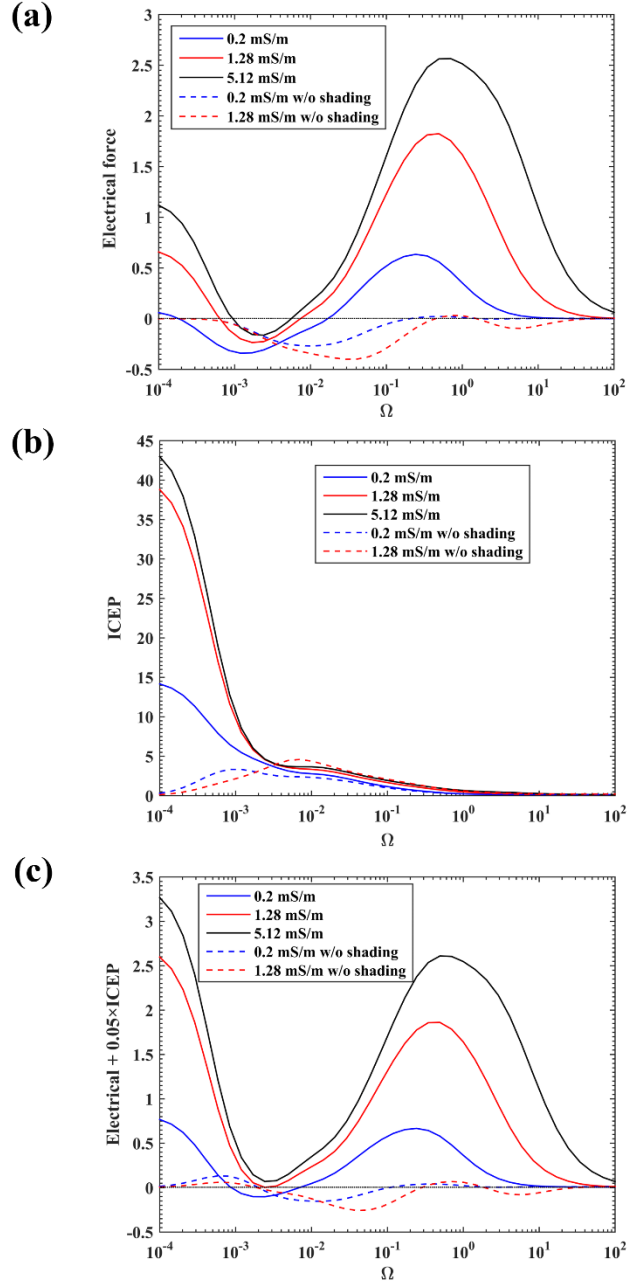 (a)
3
2.5
2
1.5
1
0.5
0
-0.5
Electrical force
0.2 mS/m
1.28 mS/m
5.12 mS/m
0.2 mS/m w/o shading
1.28 mS/m w/o shading
10-4
10-3
10-2
10-1
100
101
102
Ω
(b)
45
40
35
30
25
20
15
10
5
0
ICEP
0.2 mS/m
1.28 mS/m
5.12 mS/m
0.2 mS/m w/o shading
1.28 mS/m w/o shading
10-4
10-3
10-2
10-1
100
101
102
Ω
(c)
3.5
3
2.5
2
1.5
1
0.5
0
-0.5
Electrical + 0.05×ICEP
0.2 mS/m
1.28 mS/m
5.12 mS/m
0.2 mS/m w/o shading
1.28 mS/m w/o shading
10-4
10-3
10-2
10-1
100
101
102
Ω